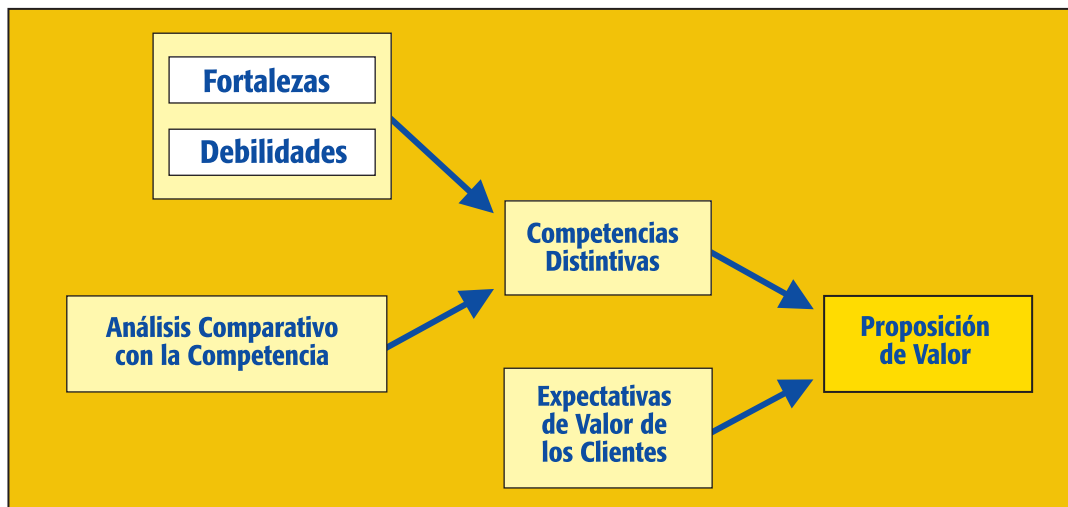 Fortalezas
Debilidades
Competencias
Distintivas
Análisis Comparativo
con la Competencia
Proposición
de Valor
Expectativas
de Valor de
los Clientes